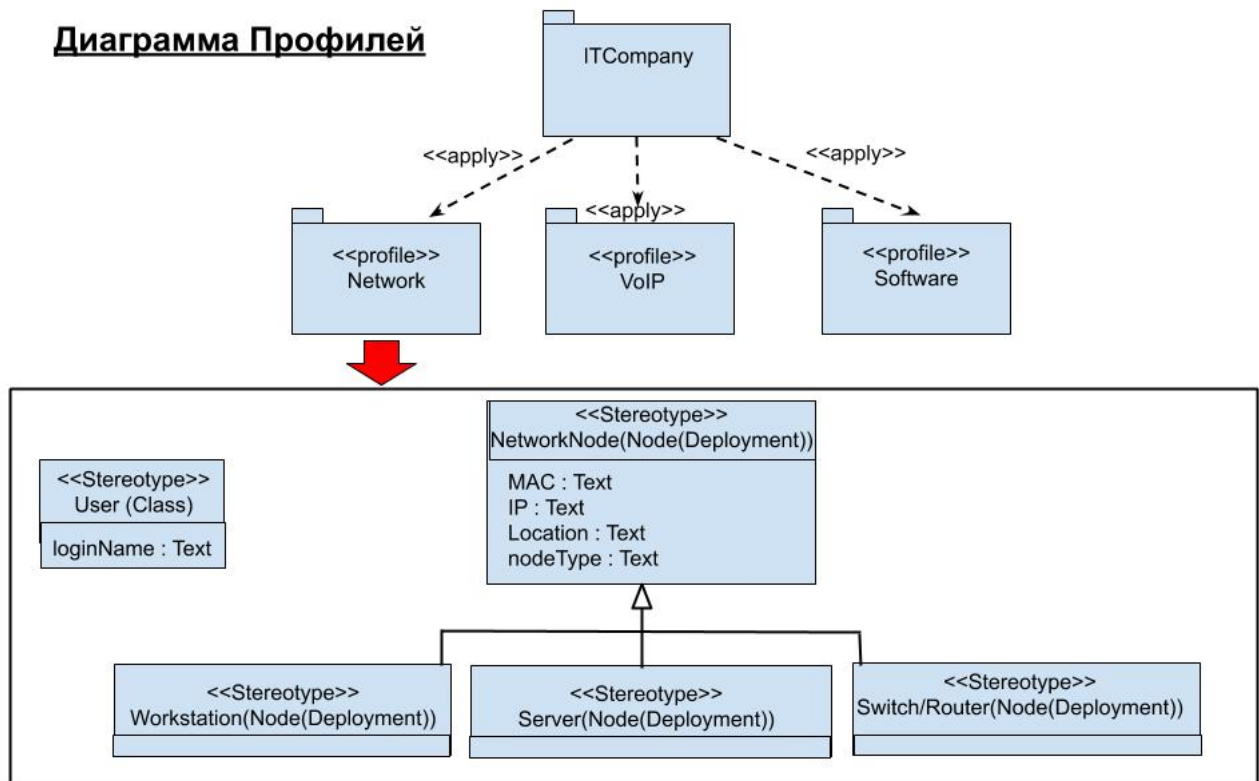 Диаграмма Профилей
ITCompany
<<apply>>
<<apply>>
<<apply>>
<<profile>>
Network
<<profile>>
VoIP
<<profile>>
Software
<<Stereotype>>
User (Class)
loginName : Text
<<Stereotype>>
NetworkNode(Node(Deployment))
MAC : Text
IP : Text
Location : Text
nodeType : Text
<<Stereotype>>
Workstation(Node(Deployment))
<<Stereotype>>
Server(Node(Deployment))
<<Stereotype>>
Switch/Router(Node(Deployment))